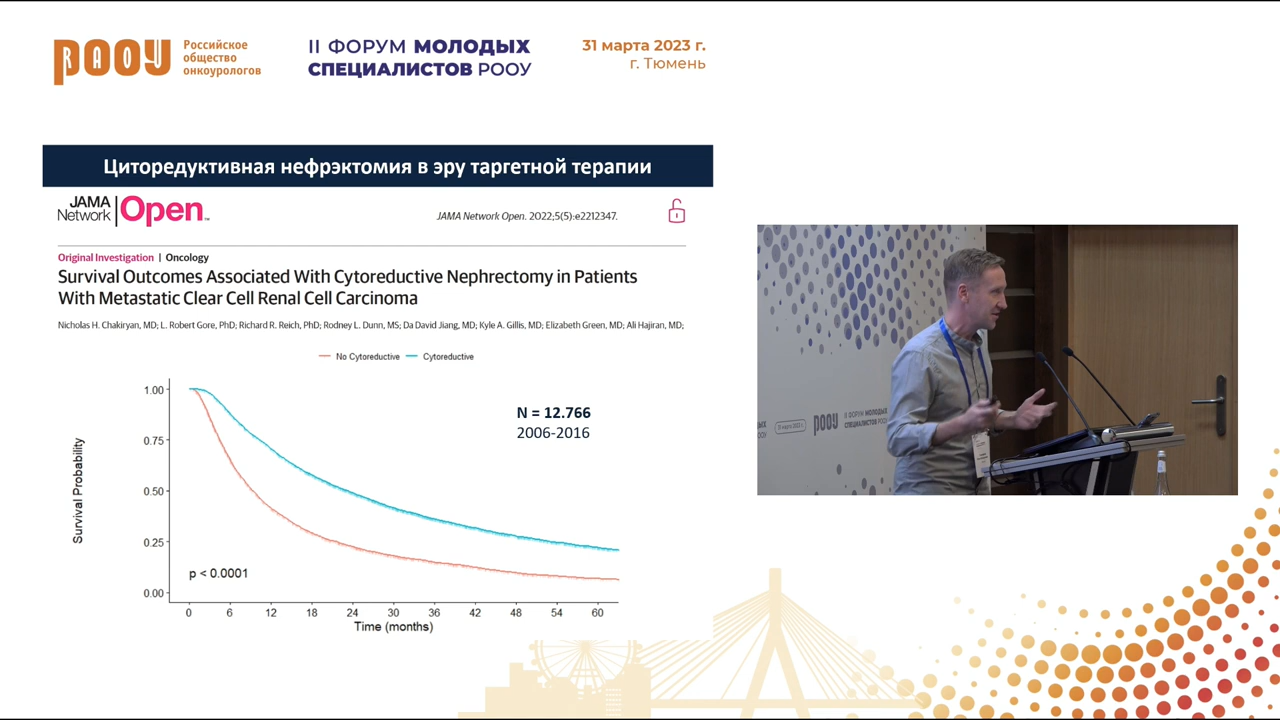 РООУ
RAOU
Российское
общество
онкоурологов
II ФОРУМ МОЛОДЫХ
СПЕЦИАЛИСТОВ РООУ
31 марта 2023 г.
г. Тюмень
Циторедуктивная нефрэктомия в эру таргетной терапии
JAMA
Network
Open
JAMA Network Open. 2022;5(5):e2212347.
Original Investigation | Oncology
Survival Outcomes Associated With Cytoreductive Nephrectomy in Patients
With Metastatic Clear Cell Renal Cell Carcinoma
Nicholas H. Chakiryan, MD; L. Robert Gore, PhD; Richard R. Reich, PhD; Rodney L. Dunn, MS; Da David Jiang, MD; Kyle A. Gillis, MD; Elizabeth Green, MD; Ali Hajiran, MD;
No Cytoreductive Cytoreductive
N = 12.766
2006-2016
Survival Probability
1.00
0.75
0.50
0.25
0.00
p < 0.0001
0 6 12 18 24 30 36 42 48 54 60
Time (months)
РООУ
II ФОРУМ МОЛОДЫХ
СПЕЦИАЛИСТОВ РООУ